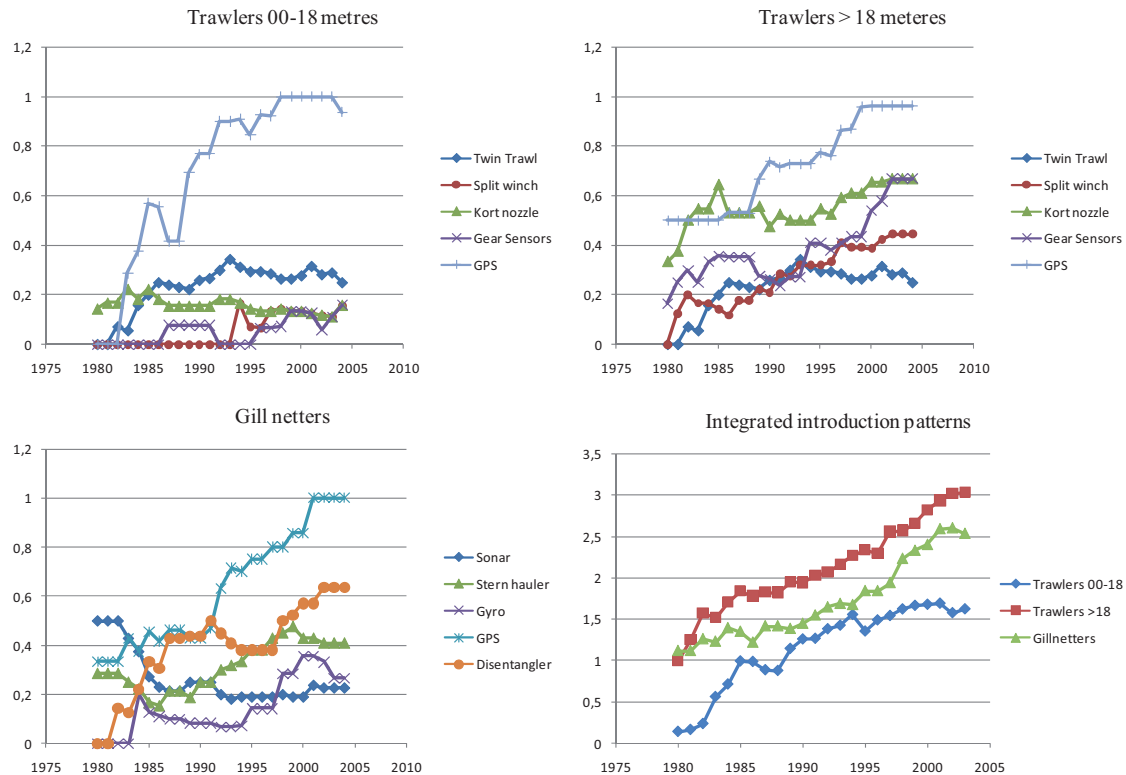 Trawlers 00-18 metres
1,2
1
0,8
0,6
0,4
0,2
0
1975 1980 1985 1990 1995 2000 2005 2010
Twin Trawl
Split winch
Kort nozzle
Gear Sensors
GPS
Trawlers > 18 meteres
1,2
1
0,8
0,6
0,4
0,2
0
1975 1980 1985 1990 1995 2000 2005 2010
Twin Trawl
Split winch
Kort nozzle
Gear Sensors
GPS
Gill netters
1,2
1
0,8
0,6
0,4
0,2
0
1975 1980 1985 1990 1995 2000 2005 2010
Sonar
Stern hauler
Gyro
GPS
Disentangler
Integrated introduction patterns
3,5
3
2,5
2
1,5
1
0,5
0
1975 1980 1985 1990 1995 2000 2005
Trawlers 00-18
Trawlers >18
Gillnetters